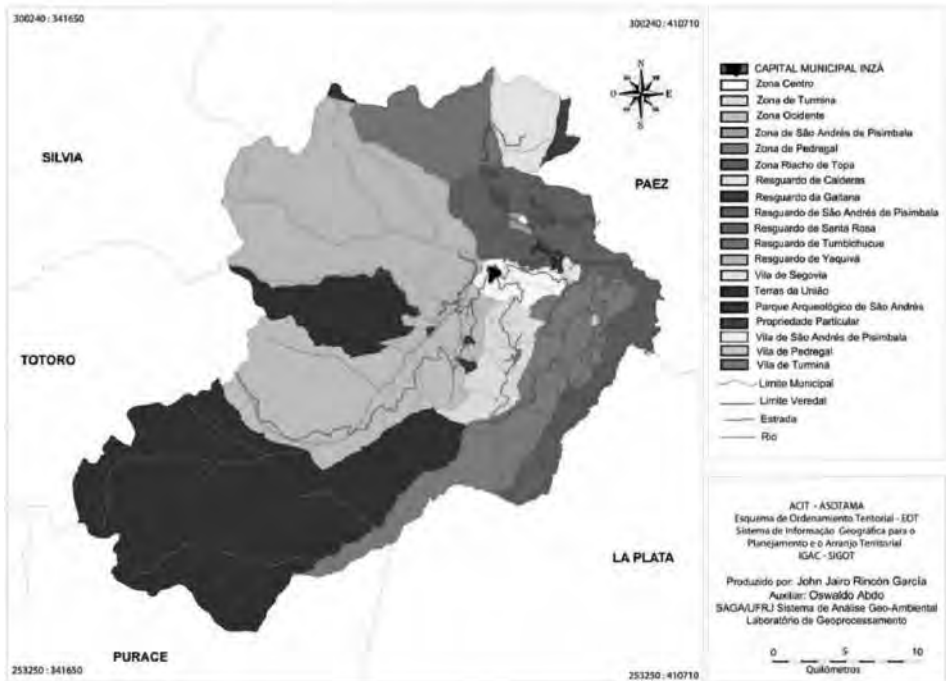 300240 : 341650
300240 : 410710
N
O
E
S
SILVIA
PAEZ
TOTORO
LA PLATA
PURACE
253250 : 341650
253250 : 410710
CAPITAL MUNICIPAL INZÁ
Zona Centro
Zona de Turmina
Zona Ocidente
Zona de São Andrés de Pisimbala
Zona de Pedregal
Zona Riacho de Topa
Resguardo de Calderas
Resguardo da Gaitana
Resguardo de São Andrés de Pisimbala
Resguardo de Santa Rosa
Resguardo de Tumbichucue
Resguardo de Yaquivá
Vila de Segovia
Terras da União
Parque Arqueológico de São Andrés
Propriedade Particular
Vila de São Andrés de Pisimbala
Vila de Pedregal
Vila de Turminá
Limite Municipal
Limite Veredal
Estrada
Rio
ACIT - ASOTAMA
Esquema de Ordenamiento Territorial - EOT
Sistema de Informação Geográfica para o
Planejamento e o Arranjo Territorial
IGAC - SIGOT
Produzido por: John Jairo Rincón García
Auxiliar: Oswaldo Abdo
SAGA/UFRJ Sistema de Análise Geo-Ambiental
Laboratório de Geoprocessamento
0 5 10
Quilômetros